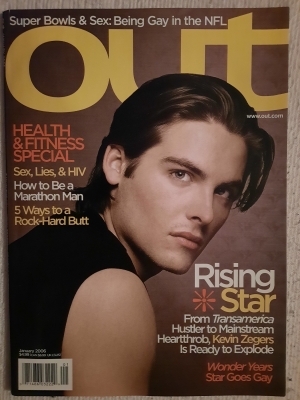 Super Bowls & Sex: Being Gay in the NFL
out
www.out.com
HEALTH
& FITNESS
SPECIAL
Sex, Lies, & HIV
How to Be a
Marathon Man
5 Ways to a
Rock-Hard Butt
Rising
Star
From Transamerica
Hustler to Mainstream
Heartthrob, Kevin Zegers
Is Ready to Explode
Wonder Years
Star Goes Gay
January 2006